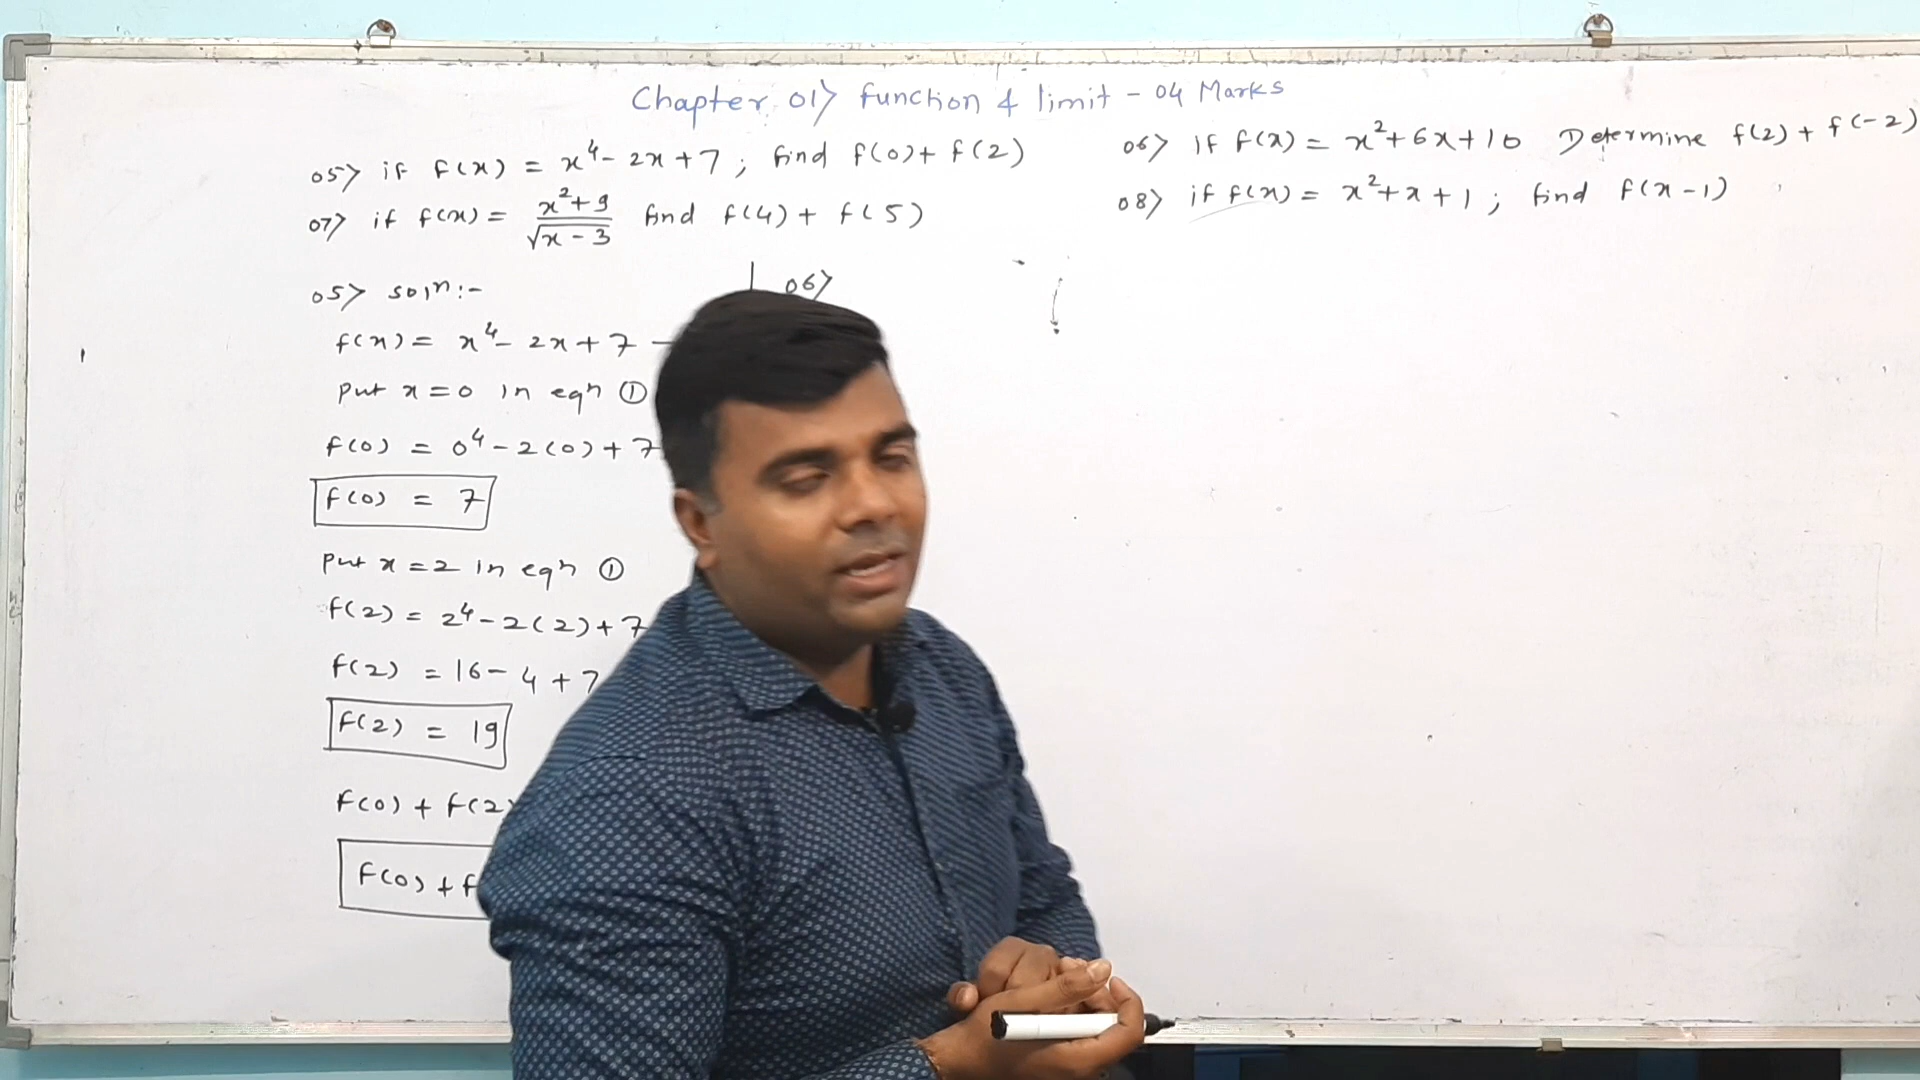 Chapter 01> function & limit - 04 Marks
05> if f(x) = x⁴ - 2x + 7 ; find f(0) + f(2)
07> if f(x) = (x² + 9)/(√x - 3) find f(4) + f(5)
06> If f(x) = x² + 6x + 10 Determine f(2) + f(-2)
08> if f(x) = x² + x + 1 ; find f(x - 1)
05> soln:-
f(x) = x⁴ - 2x + 7 -
put x = 0 in eqn ①
f(0) = 0⁴ - 2(0) + 7
f(0) = 7
put x = 2 in eqn ①
f(2) = 2⁴ - 2(2) + 7
f(2) = 16 - 4 + 7
f(2) = 19
f(0) + f(2)
f(0) + f
06>